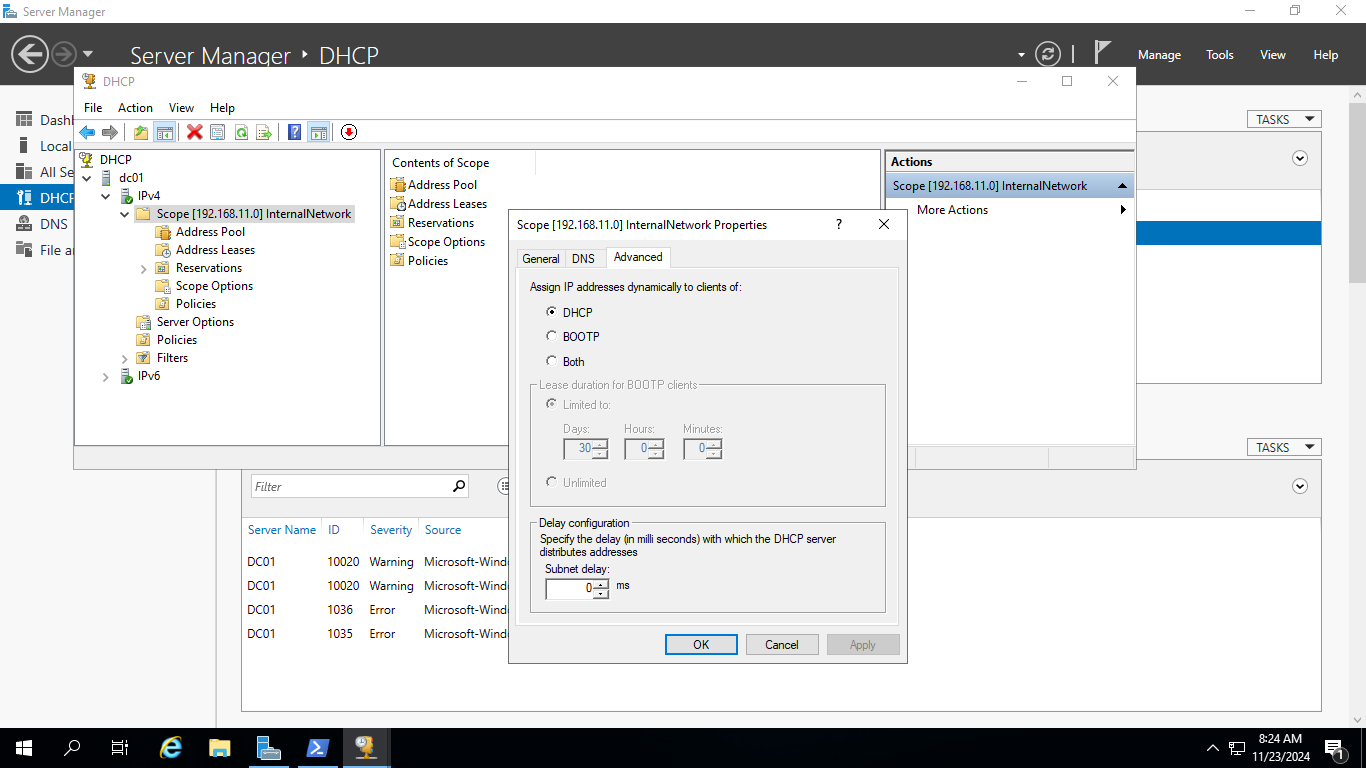 Server Manager
Server Manager • DHCP
Manage Tools View Help
DHCP
File Action View Help
Dashb
Local
All Se
DHCP
DNS
File an
DHCP
dc01
IPv4
Scope [192.168.11.0] InternalNetwork
Address Pool
Address Leases
Reservations
Scope Options
Policies
Server Options
Policies
Filters
IPv6
Contents of Scope
Address Pool
Address Leases
Reservations
Scope Options
Policies
Actions
Scope [192.168.11.0] InternalNetwork
More Actions
TASKS
TASKS
Scope [192.168.11.0] InternalNetwork Properties
General DNS Advanced
Assign IP addresses dynamically to clients of:
DHCP
BOOTP
Both
Lease duration for BOOTP clients
Limited to:
Days: Hours: Minutes:
30 0 0
Unlimited
Delay configuration
Specify the delay (in milli seconds) with which the DHCP server
distributes addresses
Subnet delay:
0 ms
OK Cancel Apply
Filter
Server Name ID Severity Source
DC01 10020 Warning Microsoft-Wind
DC01 10020 Warning Microsoft-Wind
DC01 1036 Error Microsoft-Wind
DC01 1035 Error Microsoft-Wind
8:24 AM
11/23/2024
1